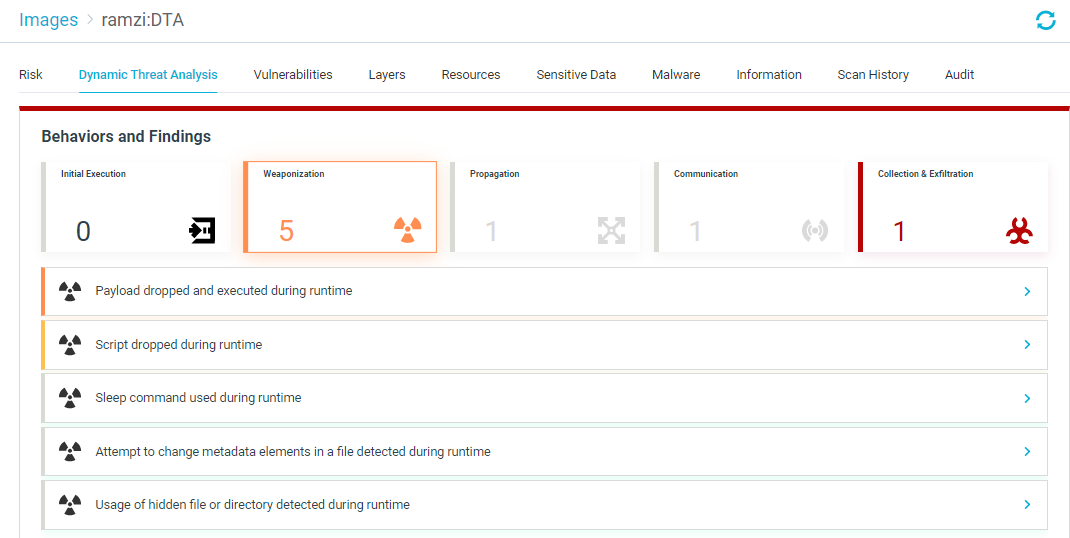 Images > ramzi:DTA
Risk Dynamic Threat Analysis Vulnerabilities Layers Resources Sensitive Data Malware Information Scan History Audit
Behaviors and Findings
Initial Execution
0
Weaponization
5
Propagation
1
Communication
1
Collection & Exfiltration
1
Payload dropped and executed during runtime
Script dropped during runtime
Sleep command used during runtime
Attempt to change metadata elements in a file detected during runtime
Usage of hidden file or directory detected during runtime